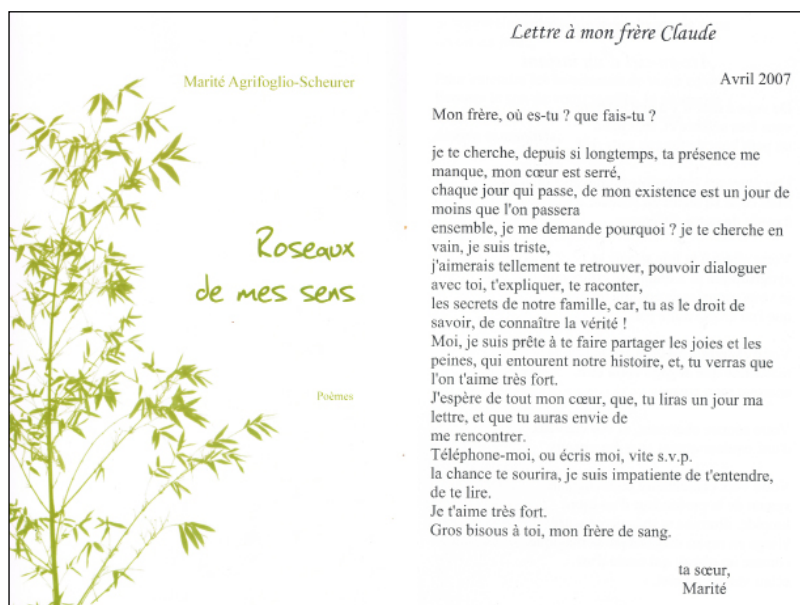 Marité Agrifoglio-Scheurer
Roseaux
de mes sens
Poèmes
Lettre à mon frère Claude
Avril 2007
Mon frère, où es-tu ? que fais-tu ?
je te cherche, depuis si longtemps, ta présence me
manque, mon cœur est serré,
chaque jour qui passe, de mon existence est un jour de
moins que l'on passera
ensemble, je me demande pourquoi ? je te cherche en
vain, je suis triste,
j'aimerais tellement te retrouver, pouvoir dialoguer
avec toi, t'expliquer, te raconter,
les secrets de notre famille, car, tu as le droit de
savoir, de connaître la vérité !
Moi, je suis prête à te faire partager les joies et les
peines, qui entourent notre histoire, et, tu verras que
l'on t'aime très fort.
J'espère de tout mon cœur, que, tu liras un jour ma
lettre, et que tu auras envie de
me rencontrer.
Téléphone-moi, ou écris moi, vite s.v.p.
la chance te sourira, je suis impatiente de t'entendre,
de te lire.
Je t'aime très fort.
Gros bisous à toi, mon frère de sang.
ta sœur,
Marité